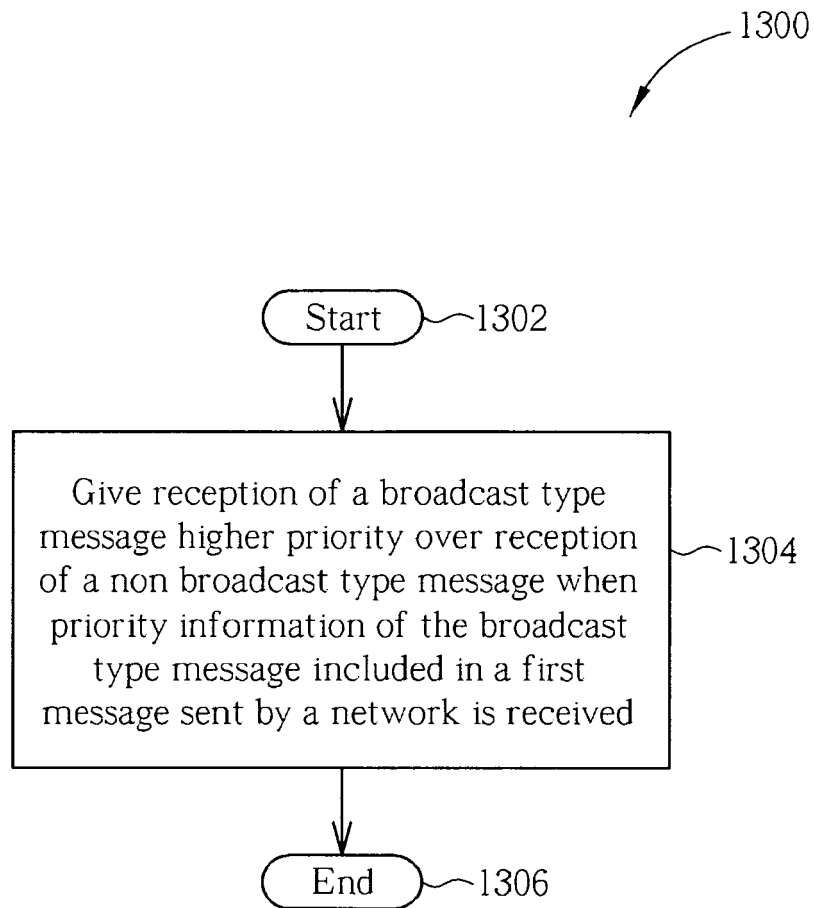 1300
Start 1302
Give reception of a broadcast type
message higher priority over reception
of a non broadcast type message when
priority information of the broadcast
type message included in a first
message sent by a network is received
1304
End 1306